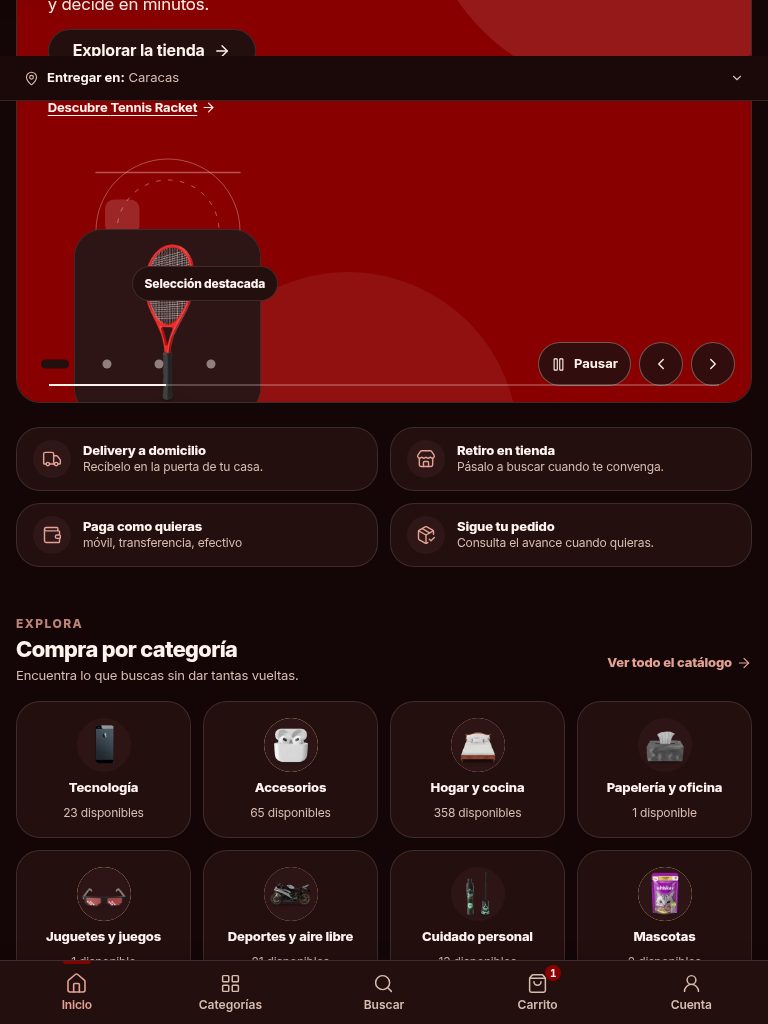 y decide en minutos.
Explorar la tienda
Entregar en: Caracas
Descubre Tennis Racket
Selección destacada
Pausar
Delivery a domicilio
Recíbelo en la puerta de tu casa.
Retiro en tienda
Pásalo a buscar cuando te convenga.
Paga como quieras
móvil, transferencia, efectivo
Sigue tu pedido
Consulta el avance cuando quieras.
EXPLORA
Compra por categoría
Encuentra lo que buscas sin dar tantas vueltas.
Ver todo el catálogo
Tecnología
23 disponibles
Accesorios
65 disponibles
Hogar y cocina
358 disponibles
Papelería y oficina
1 disponible
Juguetes y juegos
Deportes y aire libre
Cuidado personal
Mascotas
Inicio
Categorías
Buscar
1
Carrito
Cuenta